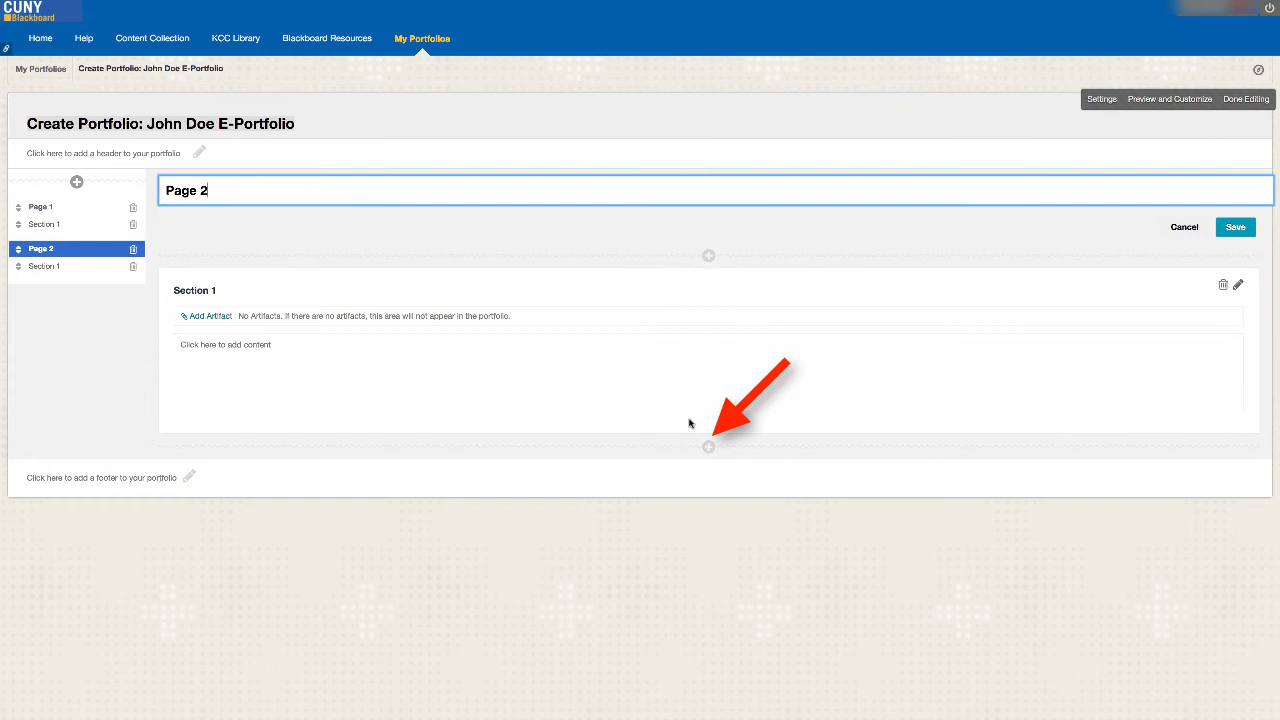 CUNY
Blackboard
Home Help Content Collection KCC Library Blackboard Resources My Portfolios
My Portfolios Create Portfolio: John Doe E-Portfolio
Settings Preview and Customize Done Editing
Create Portfolio: John Doe E-Portfolio
Click here to add a header to your portfolio
Page 1
Section 1
Page 2
Section 1
Page 2
Cancel Save
Section 1
Add Artifact No Artifacts. If there are no artifacts, this area will not appear in the portfolio.
Click here to add content
Click here to add a footer to your portfolio